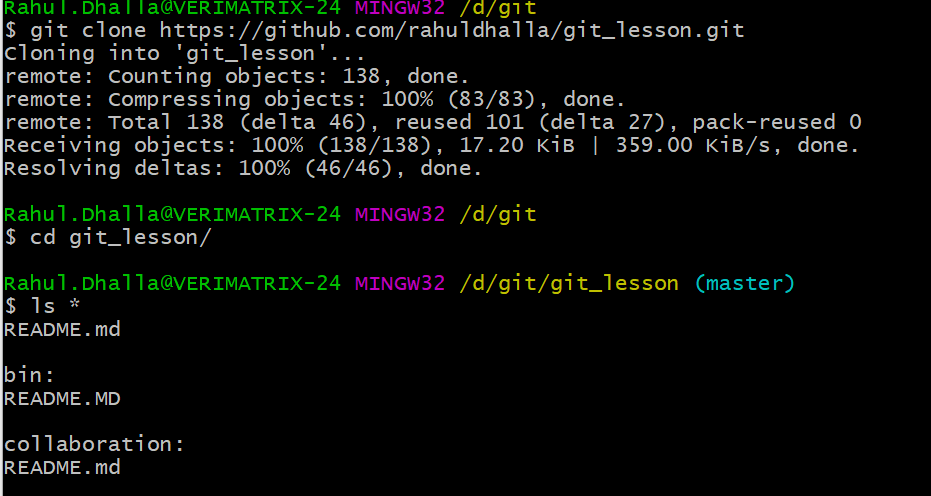 Rahul.Dhalla@VERIMATRIX-24 MINGW32 /d/git
$ git clone https://github.com/rahuldhalla/git_lesson.git
Cloning into 'git_lesson'...
remote: Counting objects: 138, done.
remote: Compressing objects: 100% (83/83), done.
remote: Total 138 (delta 46), reused 101 (delta 27), pack-reused 0
Receiving objects: 100% (138/138), 17.20 KiB | 359.00 KiB/s, done.
Resolving deltas: 100% (46/46), done.
Rahul.Dhalla@VERIMATRIX-24 MINGW32 /d/git
$ cd git_lesson/
Rahul.Dhalla@VERIMATRIX-24 MINGW32 /d/git/git_lesson (master)
$ ls *
README.md
bin:
README.MD
collaboration:
README.md